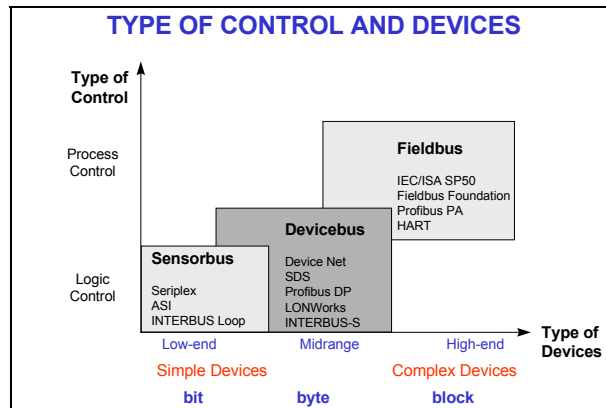 TYPE OF CONTROL AND DEVICES
Type of
Control
Process
Control
Fieldbus
IEC/ISA SP50
Fieldbus Foundation
Profibus PA
HART
Devicebus
Device Net
SDS
Profibus DP
LONWorks
INTERBUS-S
Sensorbus
Seriplex
ASI
INTERBUS Loop
Logic
Control
Type of
Devices
Low-end
Midrange
High-end
Simple Devices
Complex Devices
bit
byte
block